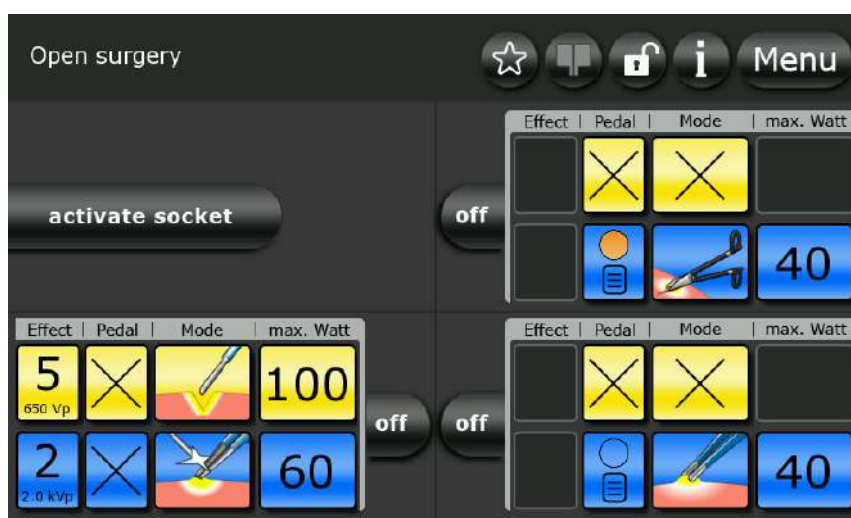 Open surgery
i
Menu
activate socket
off
Effect | Pedal | Mode | max. Watt
40
Effect | Pedal | Mode | max. Watt
5
650 Vp
100
2
2.0 kVp
60
off
off
Effect | Pedal | Mode | max. Watt
40